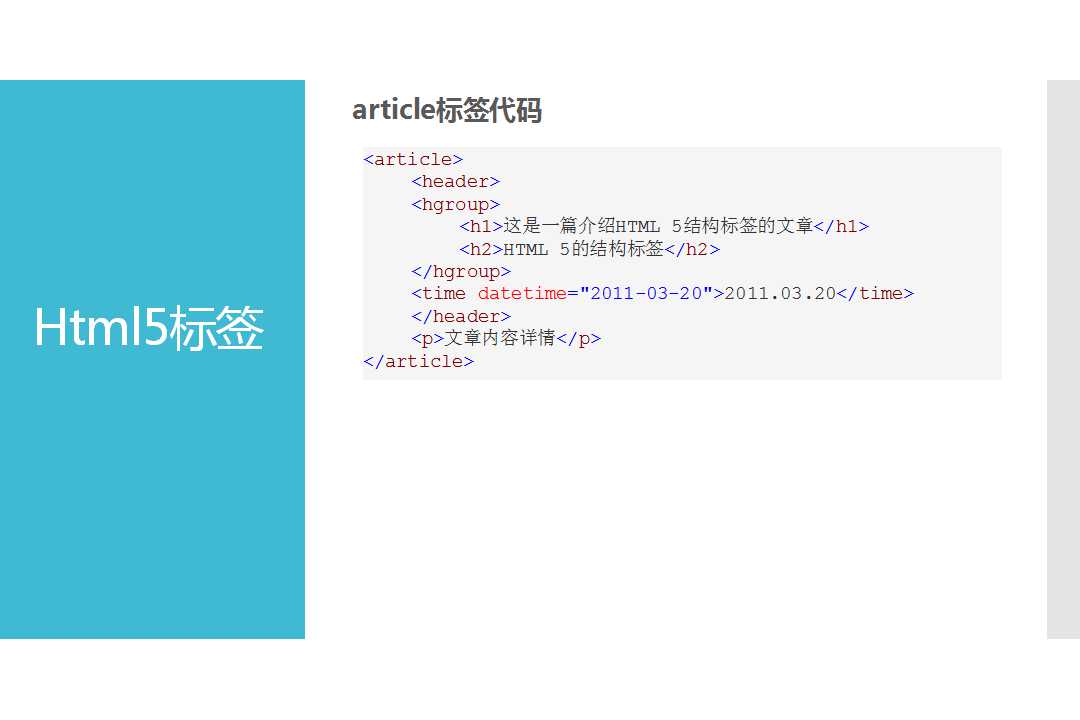 Html5标签
article标签代码
<article>
<header>
<hgroup>
<h1>这是一篇介绍HTML 5结构标签的文章</h1>
<h2>HTML 5的结构标签</h2>
</hgroup>
<time datetime="2011-03-20">2011.03.20</time>
</header>
<p>文章内容详情</p>
</article>